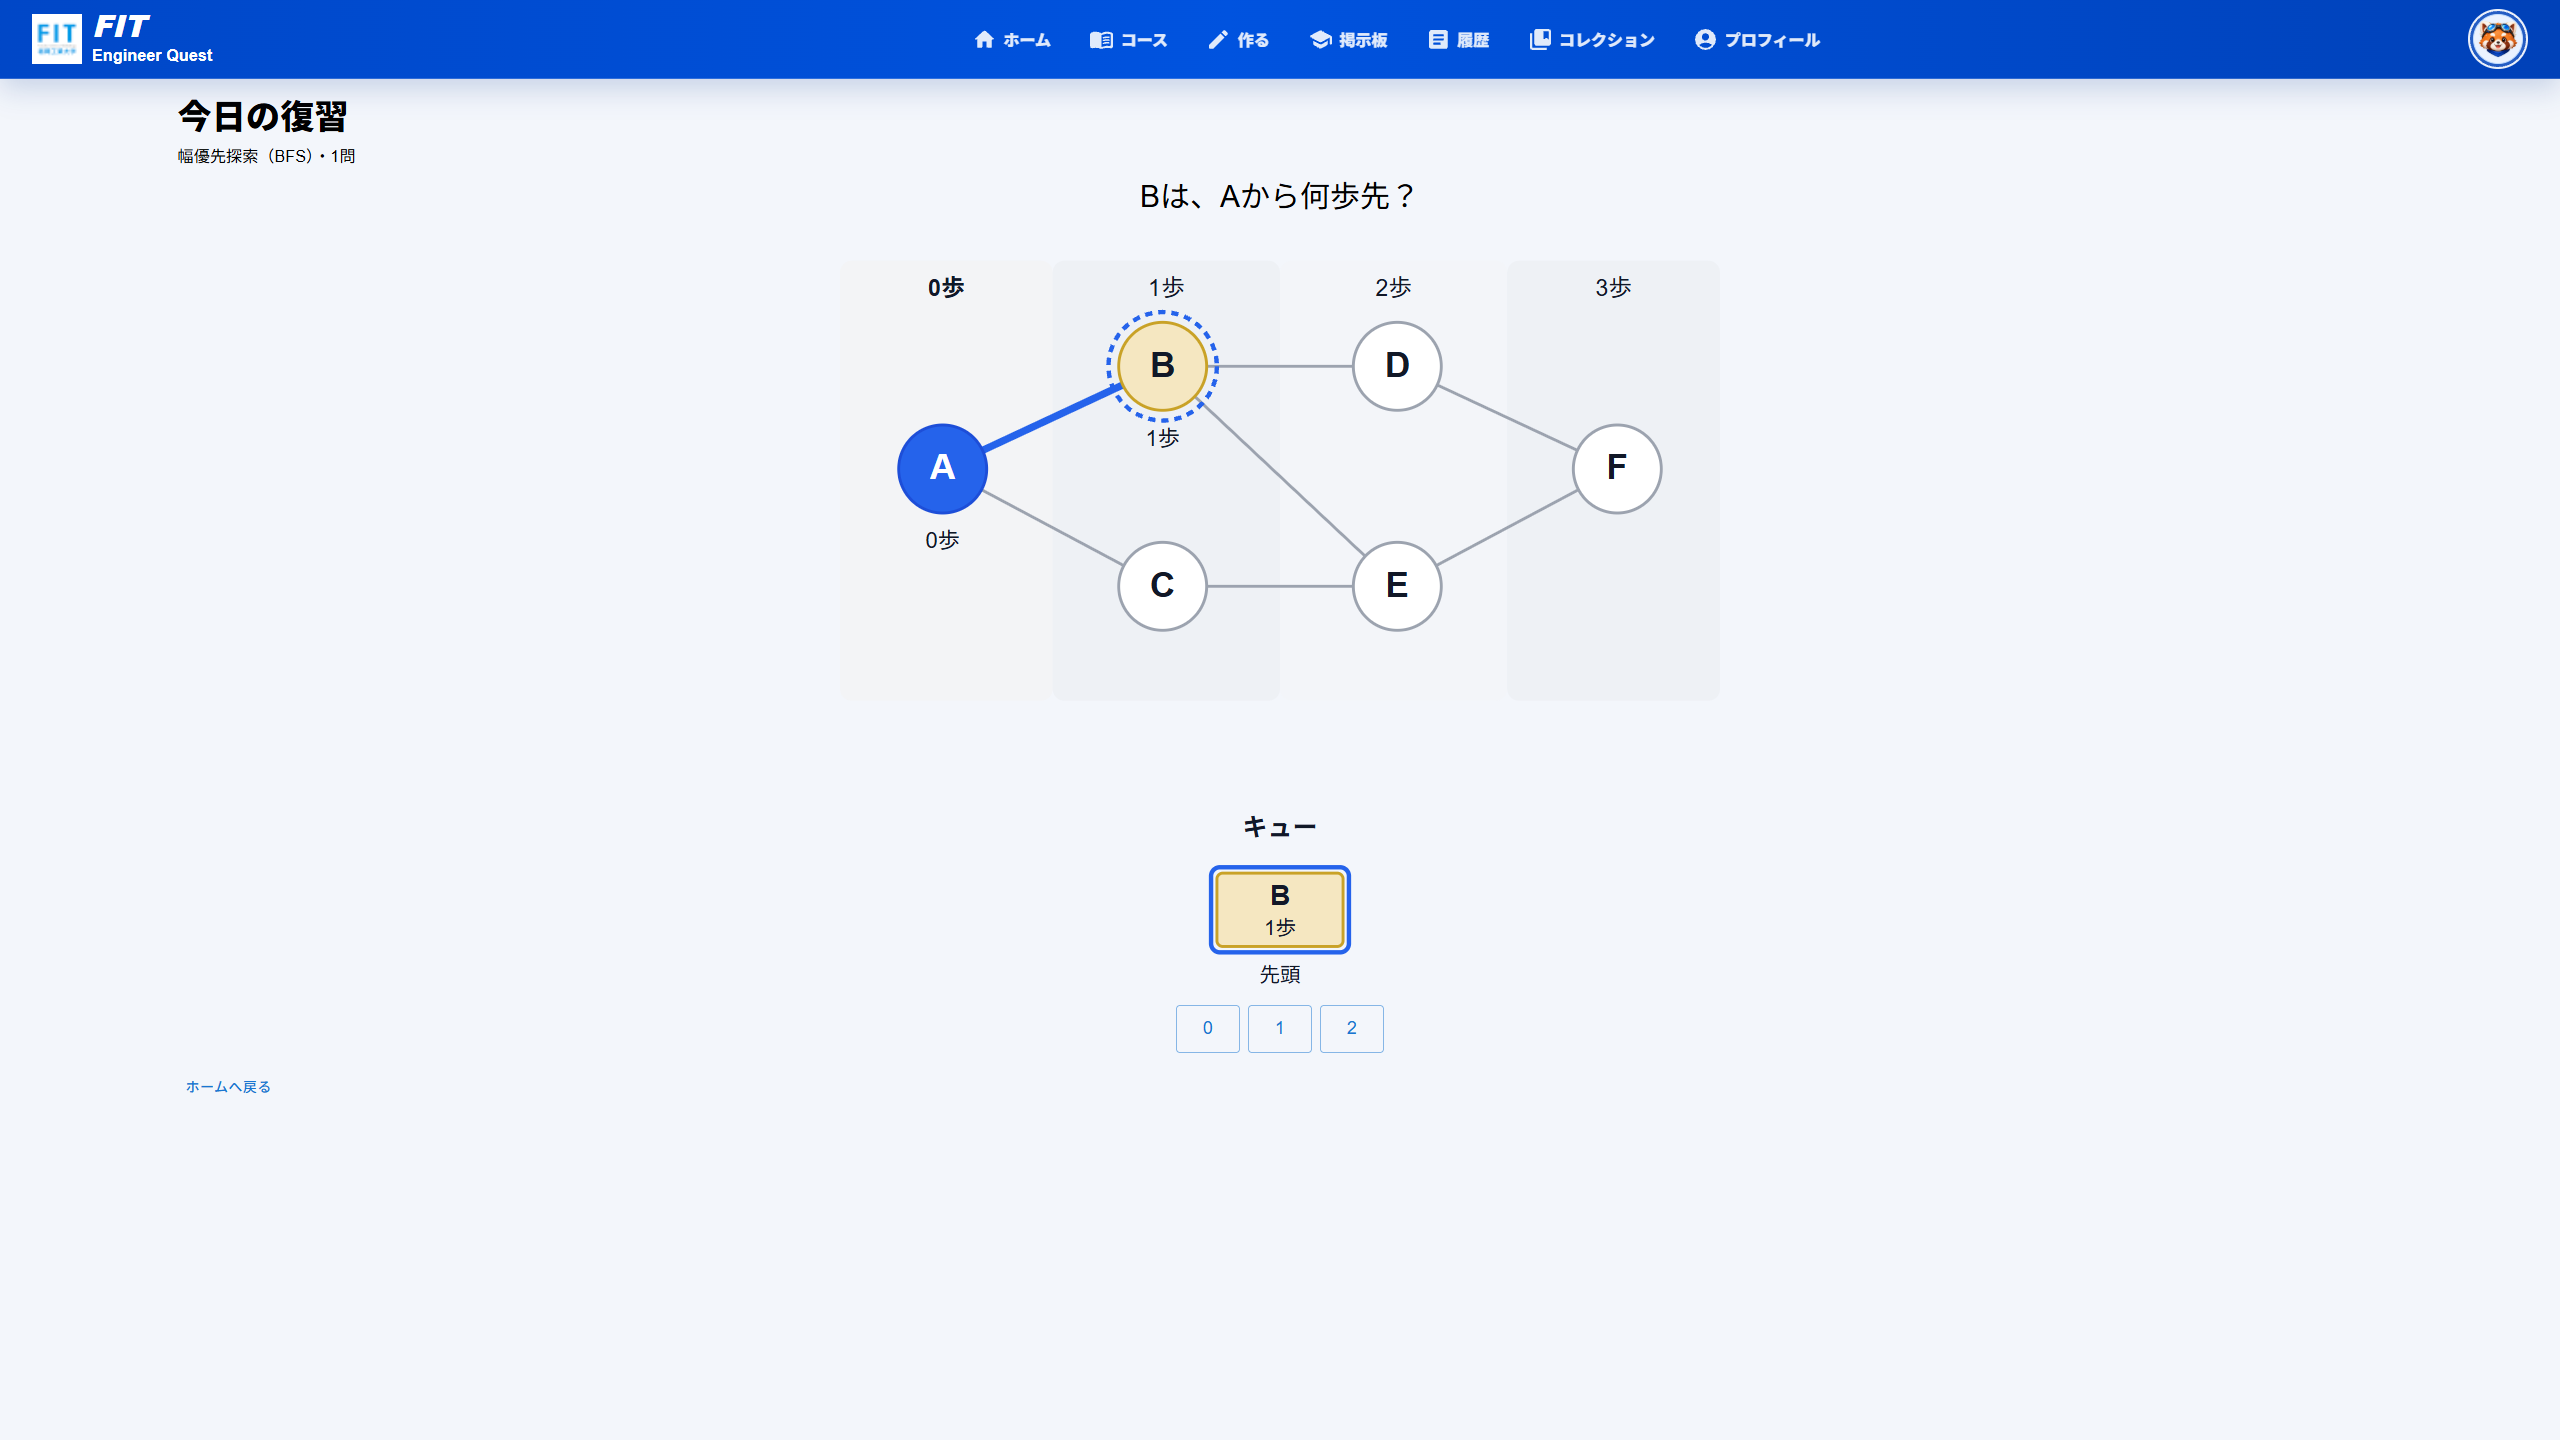 FIT
FIT
Engineer Quest
ホーム
コース
作る
掲示板
履歴
コレクション
プロフィール
今日の復習
幅優先探索（BFS）・1問
Bは、Aから何歩先？
0歩
1歩
2歩
3歩
B
D
1歩
A
F
0歩
C
E
キュー
B
1歩
先頭
0
1
2
ホームへ戻る